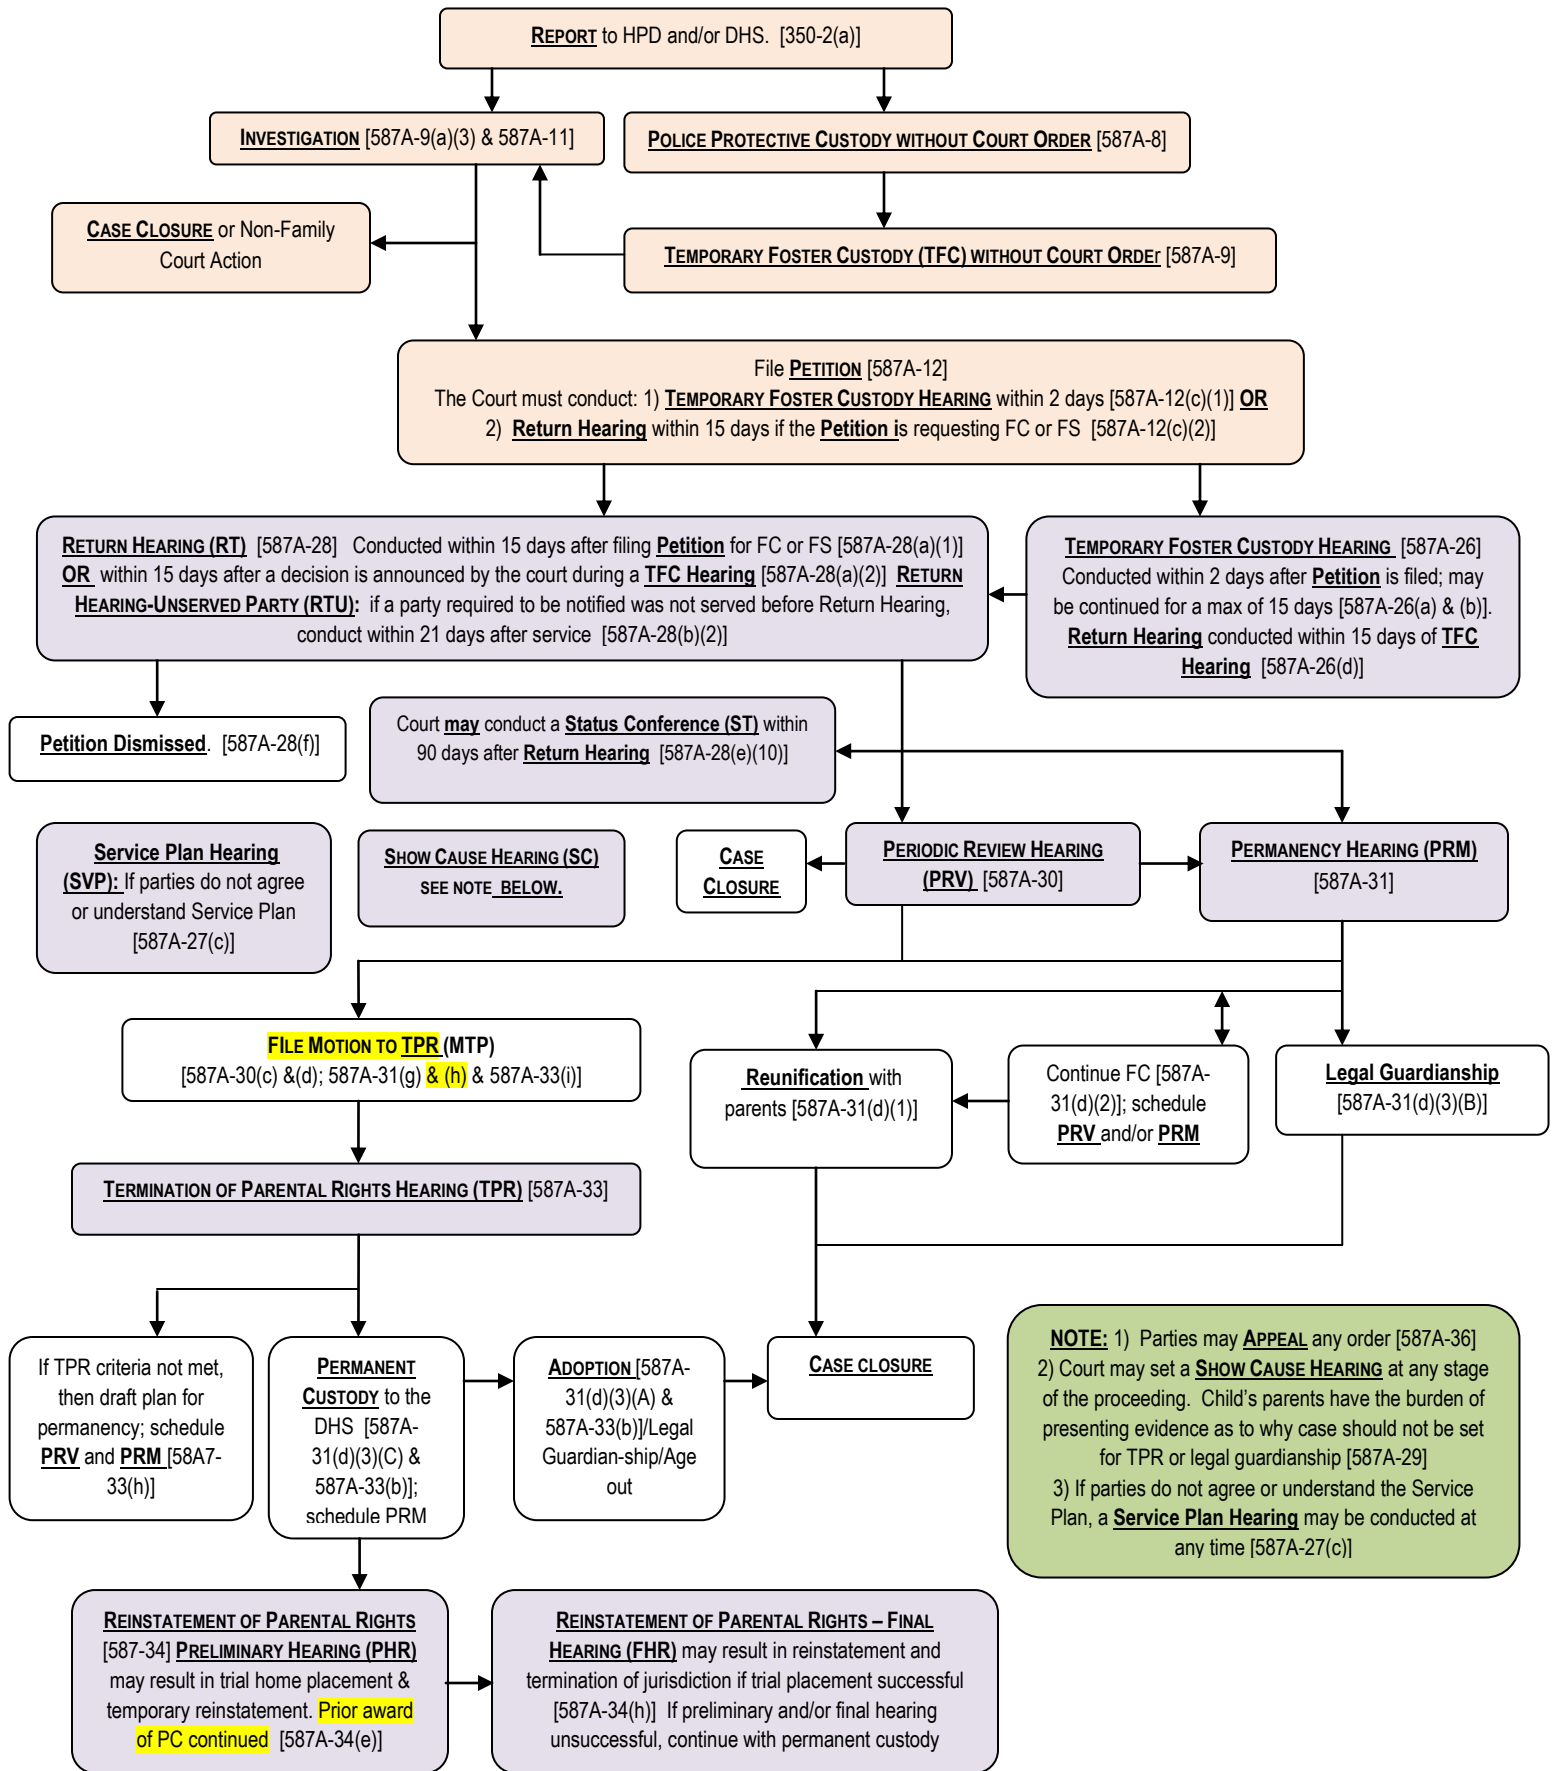 REPORT to HPD and/or DHS. [350-2(a)]
INVESTIGATION [587A-9(a)(3) & 587A-11]
POLICE PROTECTIVE CUSTODY WITHOUT COURT ORDER [587A-8]
CASE CLOSURE or Non-Family
Court Action
TEMPORARY FOSTER CUSTODY (TFC) WITHOUT COURT ORDEr [587A-9]
File PETITION [587A-12]
The Court must conduct: 1) TEMPORARY FOSTER CUSTODY HEARING within 2 days [587A-12(c)(1)] OR
2) Return Hearing within 15 days if the Petition is requesting FC or FS [587A-12(c)(2)]
RETURN HEARING (RT) [587A-28] Conducted within 15 days after filing Petition for FC or FS [587A-28(a)(1)]
OR within 15 days after a decision is announced by the court during a TFC Hearing [587A-28(a)(2)] RETURN
HEARING-UNSERVED PARTY (RTU): if a party required to be notified was not served before Return Hearing,
conduct within 21 days after service [587A-28(b)(2)]
TEMPORARY FOSTER CUSTODY HEARING [587A-26]
Conducted within 2 days after Petition is filed; may
be continued for a max of 15 days [587A-26(a) & (b)].
Return Hearing conducted within 15 days of TFC
Hearing [587A-26(d)]
Petition Dismissed. [587A-28(f)]
Court may conduct a Status Conference (ST) within
90 days after Return Hearing [587A-28(e)(10)]
Service Plan Hearing
(SVP): If parties do not agree
or understand Service Plan
[587A-27(c)]
SHOW CAUSE HEARING (SC)
SEE NOTE BELOW.
CASE
CLOSURE
PERIODIC REVIEW HEARING
(PRV) [587A-30]
PERMANENCY HEARING (PRM)
[587A-31]
FILE MOTION TO TPR (MTP)
[587A-30(c) &(d); 587A-31(g) & (h) & 587A-33(i)]
Reunification with
parents [587A-31(d)(1)]
Continue FC [587A-
31(d)(2)]; schedule
PRV and/or PRM
Legal Guardianship
[587A-31(d)(3)(B)]
TERMINATION OF PARENTAL RIGHTS HEARING (TPR) [587A-33]
If TPR criteria not met,
then draft plan for
permanency; schedule
PRV and PRM [58A7-
33(h)]
PERMANENT
CUSTODY to the
DHS [587A-
31(d)(3)(C) &
587A-33(b)];
schedule PRM
ADOPTION [587A-
31(d)(3)(A) &
587A-33(b)]/Legal
Guardian-ship/Age
out
CASE CLOSURE
NOTE: 1) Parties may APPEAL any order [587A-36]
2) Court may set a SHOW CAUSE HEARING at any stage
of the proceeding. Child's parents have the burden of
presenting evidence as to why case should not be set
for TPR or legal guardianship [587A-29]
3) If parties do not agree or understand the Service
Plan, a Service Plan Hearing may be conducted at
any time [587A-27(c)]
REINSTATEMENT OF PARENTAL RIGHTS
[587-34] PRELIMINARY HEARING (PHR)
may result in trial home placement &
temporary reinstatement. Prior award
of PC continued [587A-34(e)]
REINSTATEMENT OF PARENTAL RIGHTS – FINAL
HEARING (FHR) may result in reinstatement and
termination of jurisdiction if trial placement successful
[587A-34(h)] If preliminary and/or final hearing
unsuccessful, continue with permanent custody